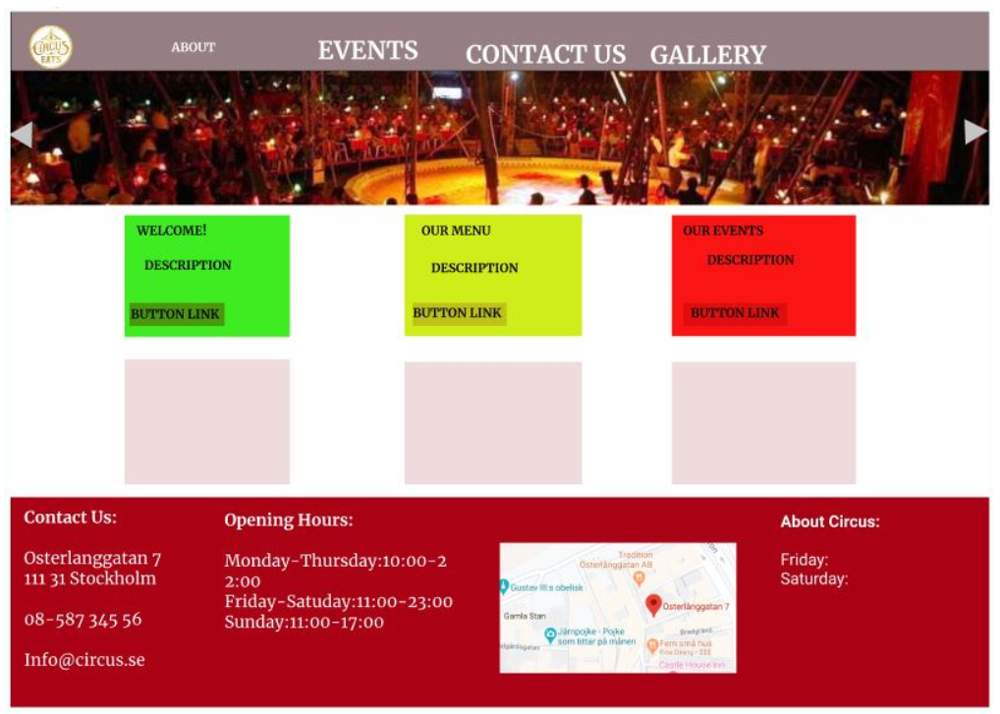 CIRCUS
EATS
ABOUT
EVENTS
CONTACT US
GALLERY
WELCOME!
DESCRIPTION
BUTTON LINK
OUR MENU
DESCRIPTION
BUTTON LINK
OUR EVENTS
DESCRIPTION
BUTTON LINK
Contact Us:
Osterlanggatan 7
111 31 Stockholm
08-587 345 56
Info@circus.se
Opening Hours:
Monday-Thursday:10:00-2
2:00
Friday-Satuday:11:00-23:00
Sunday:11:00-17:00
Tradition
Österlånggatan AB
Gustav III:s obelisk
Österlånggatan 7
Gamla Stan
Järnpojke - Pojke
som tittar på månen
Bredgränd
Fem små hus
Fine Dining • $$$
Castle House Inn
About Circus:
Friday:
Saturday: